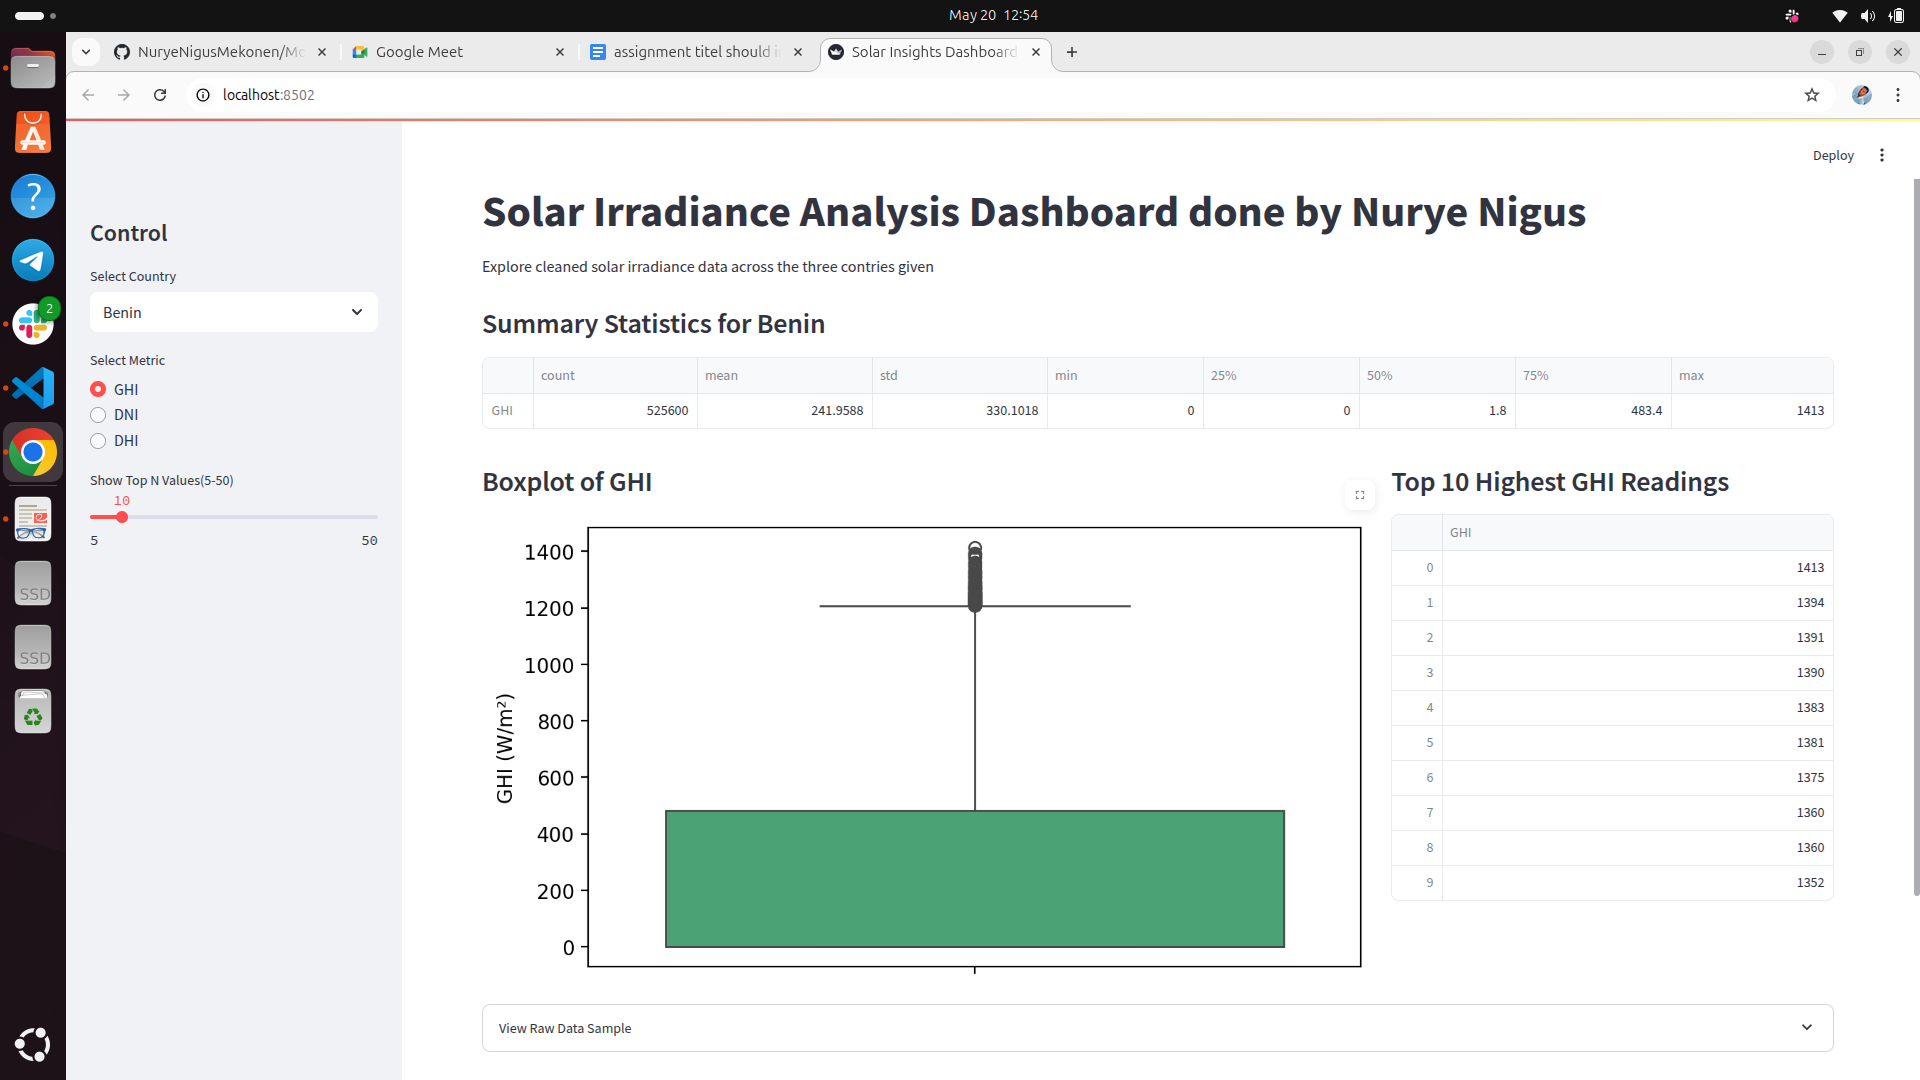 May 20 12:54
NuryeNigusMekonen/Mo
Google Meet
assignment titel should i
Solar Insights Dashboard
localhost:8502
Deploy
2
SSD
SSD
Control
Select Country
Benin
Select Metric
GHI
DNI
DHI
Show Top N Values(5-50)
10
5 50
Solar Irradiance Analysis Dashboard done by Nurye Nigus
Explore cleaned solar irradiance data across the three contries given
Summary Statistics for Benin
count mean std min 25% 50% 75% max
GHI 525600 241.9588 330.1018 0 0 1.8 483.4 1413
Boxplot of GHI
1400
1200
1000
800
600
400
200
0
GHI (W/m²)
Top 10 Highest GHI Readings
GHI
0 1413
1 1394
2 1391
3 1390
4 1383
5 1381
6 1375
7 1360
8 1360
9 1352
View Raw Data Sample